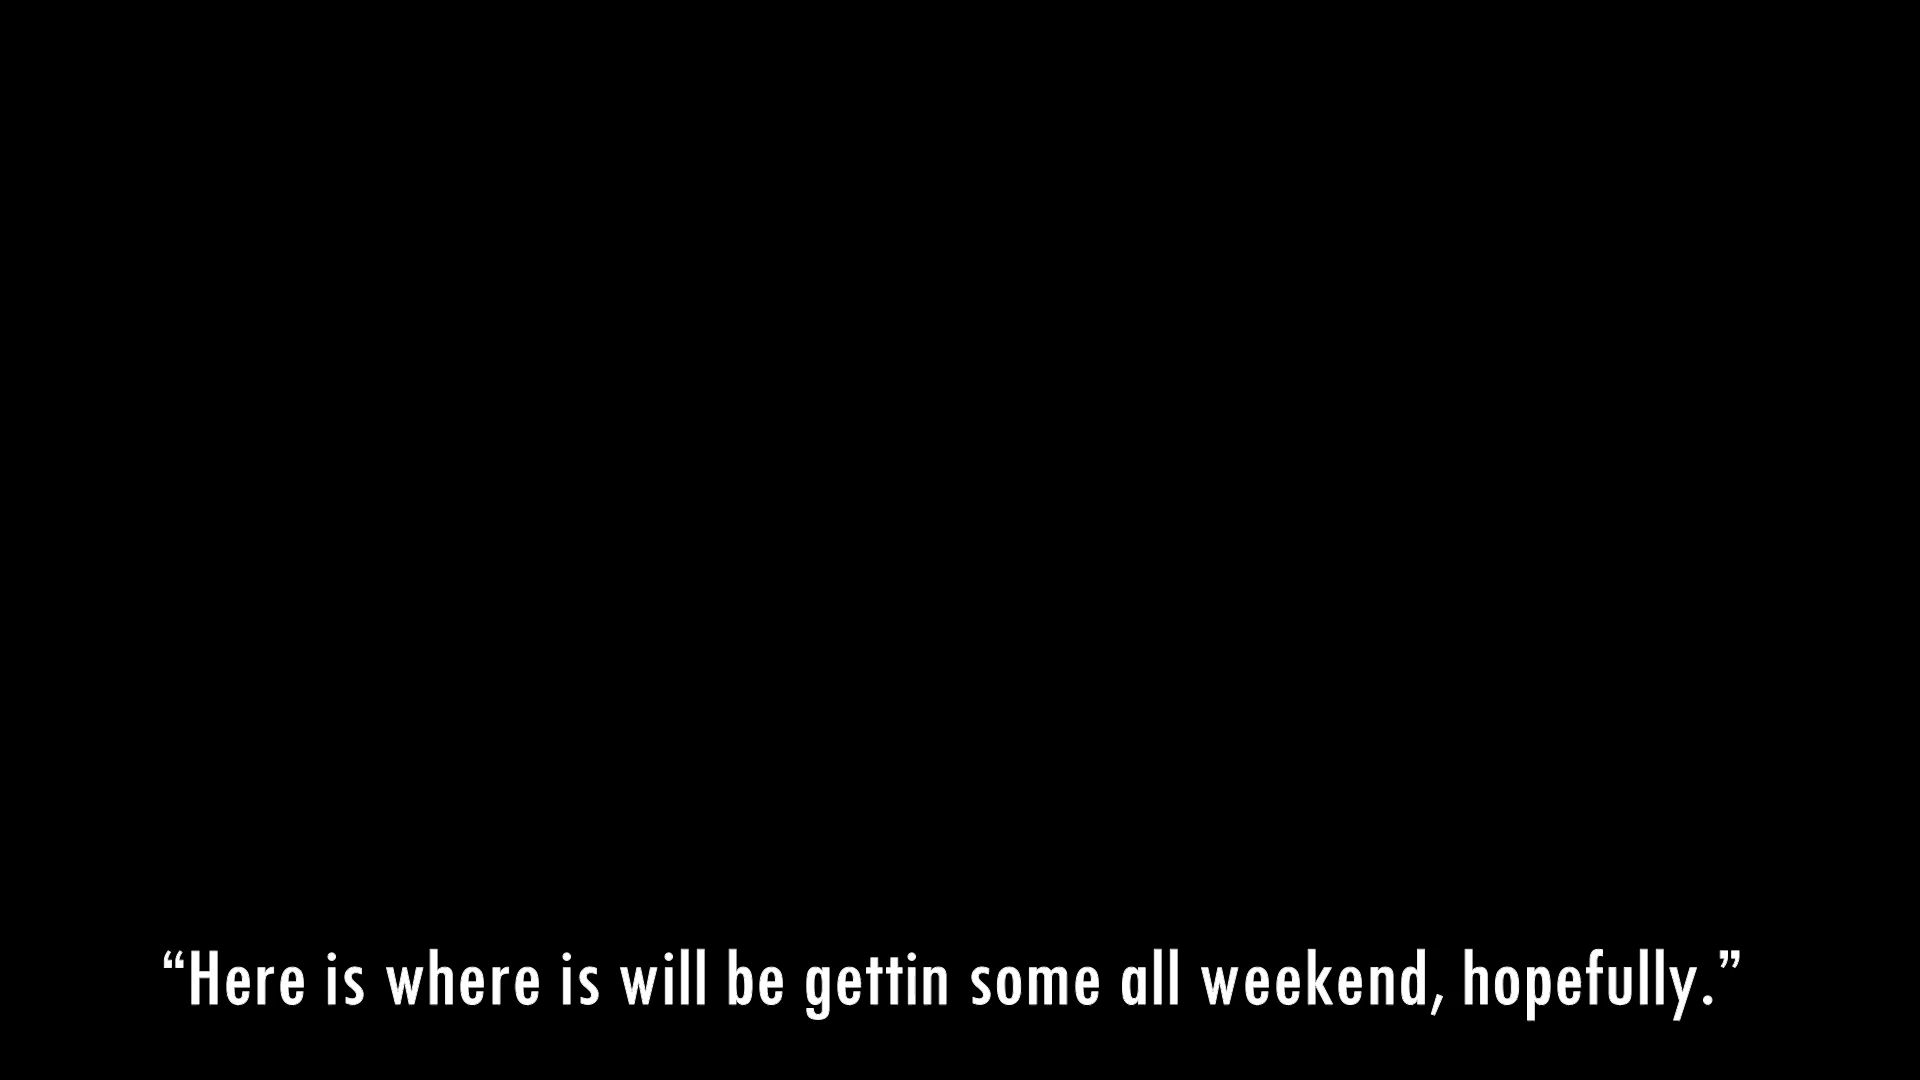 “Here is where is will be gettin some all weekend, hopefully.”